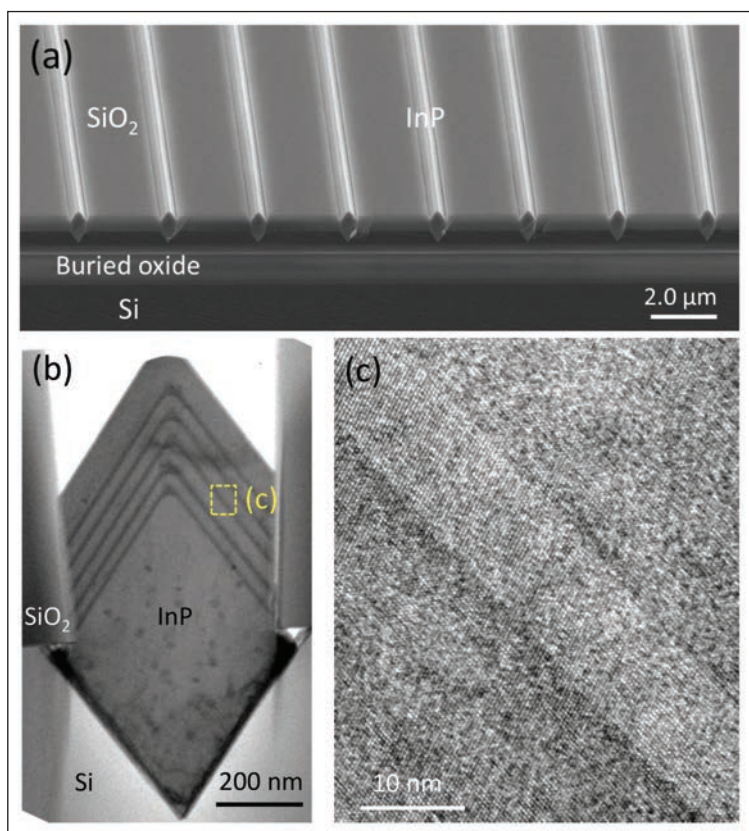 (a)
SiO2
InP
Buried oxide
Si
2.0 µm
(b)
(c)
(c)
SiO2
InP
Si
200 nm
10 nm